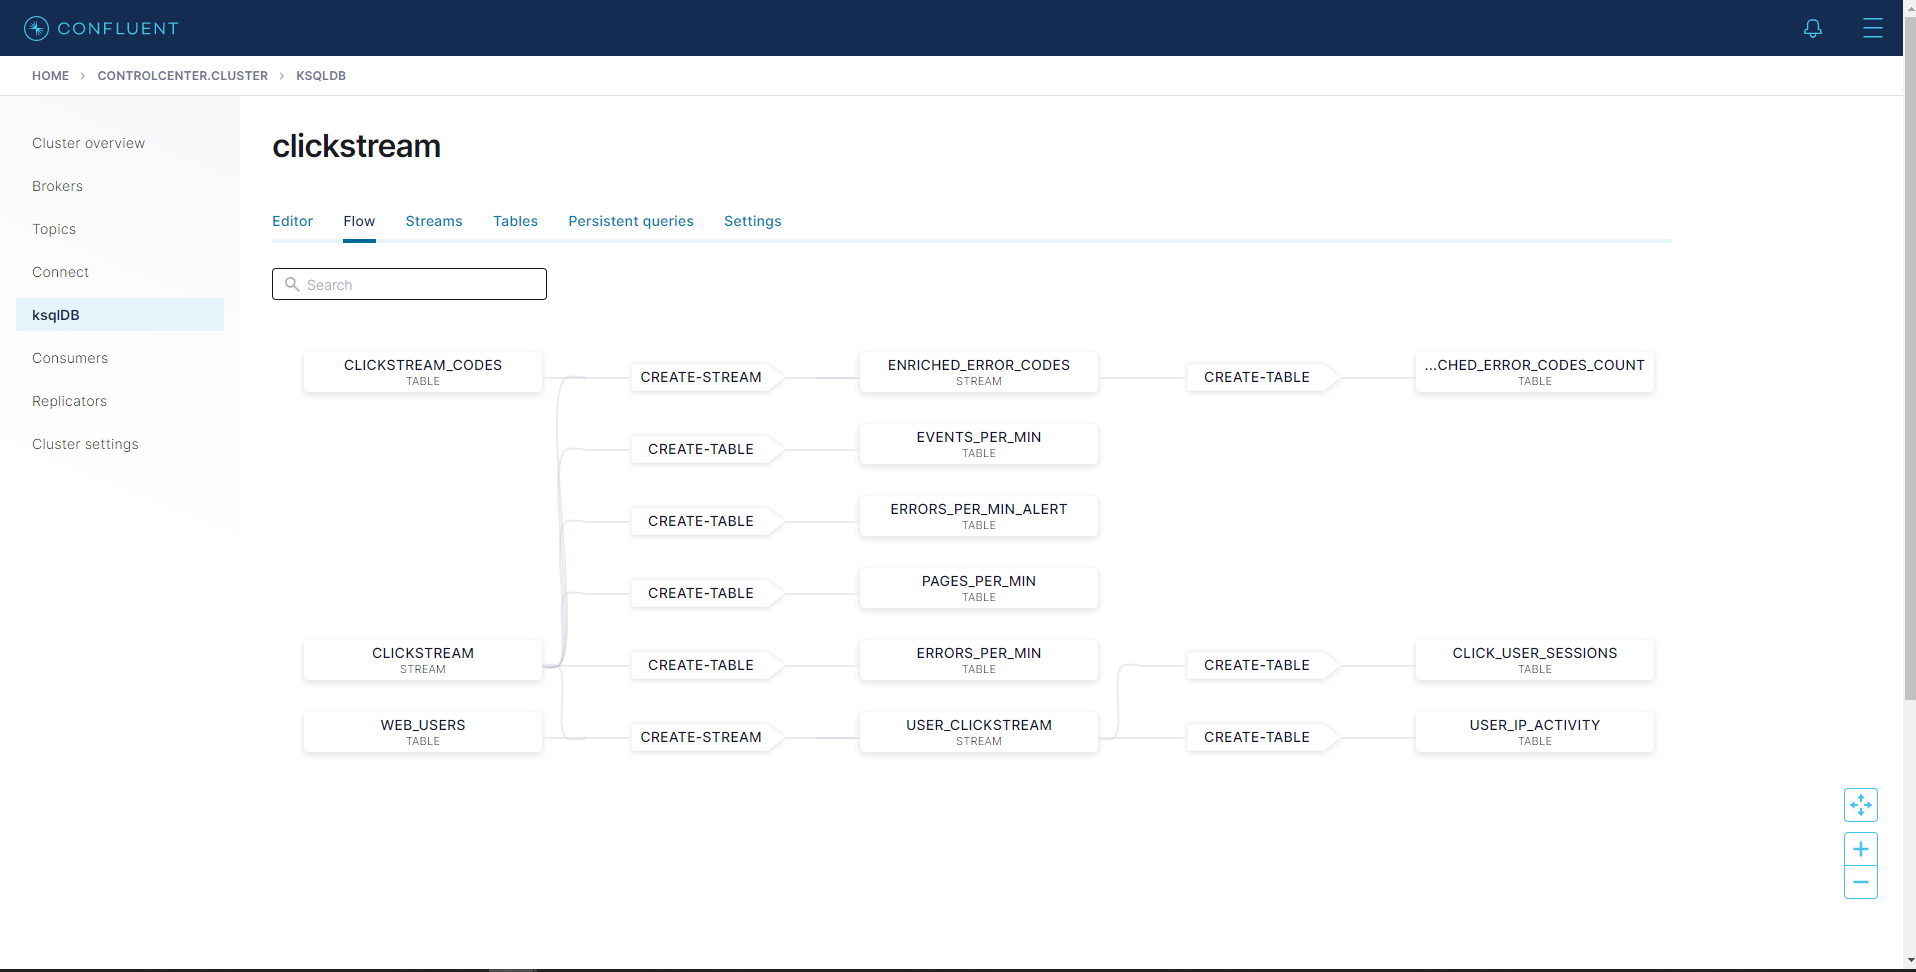 CONFLUENT
HOME > CONTROLCENTER.CLUSTER > KSQLDB
Cluster overview
Brokers
Topics
Connect
ksqlDB
Consumers
Replicators
Cluster settings
clickstream
Editor Flow Streams Tables Persistent queries Settings
Search
CLICKSTREAM_CODES
TABLE
CREATE-STREAM
ENRICHED_ERROR_CODES
STREAM
CREATE-TABLE
...CHED_ERROR_CODES_COUNT
TABLE
CREATE-TABLE
EVENTS_PER_MIN
TABLE
CREATE-TABLE
ERRORS_PER_MIN_ALERT
TABLE
CREATE-TABLE
PAGES_PER_MIN
TABLE
CLICKSTREAM
STREAM
CREATE-TABLE
ERRORS_PER_MIN
TABLE
CREATE-TABLE
CLICK_USER_SESSIONS
TABLE
WEB_USERS
TABLE
CREATE-STREAM
USER_CLICKSTREAM
STREAM
CREATE-TABLE
USER_IP_ACTIVITY
TABLE